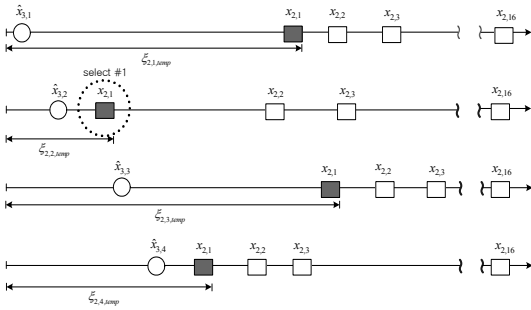 x̂3,1 x2,1 x2,2 x2,3 x2,16
ξ2,1,temp
select #1
x̂3,2 x2,1 x2,2 x2,3 x2,16
ξ2,2,temp
x̂3,3 x2,1 x2,2 x2,3 x2,16
ξ2,3,temp
x̂3,4 x2,1 x2,2 x2,3 x2,16
ξ2,4,temp